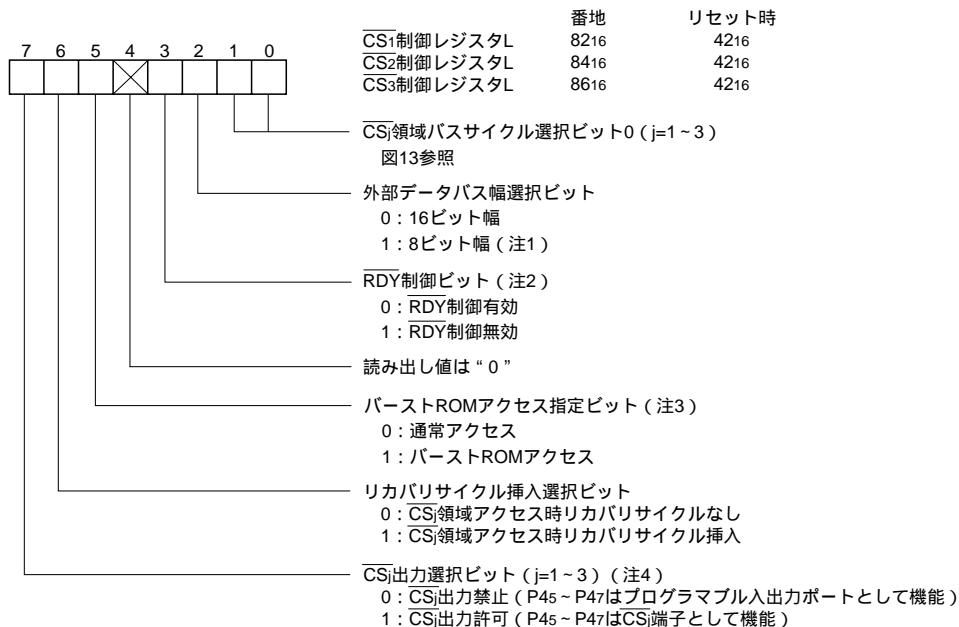 番地 リセット時
CS1制御レジスタL 8216 4216
CS2制御レジスタL 8416 4216
CS3制御レジスタL 8616 4216
7 6 5 4 3 2 1 0
CSj領域バスサイクル選択ビット0(j=1~3)
図13参照
外部データバス幅選択ビット
0:16ビット幅
1:8ビット幅(注1)
RDY制御ビット(注2)
0:RDY制御有効
1:RDY制御無効
読み出し値は“0”
バーストROMアクセス指定ビット(注3)
0:通常アクセス
1:バーストROMアクセス
リカバリサイクル挿入選択ビット
0:CSj領域アクセス時リカバリサイクルなし
1:CSj領域アクセス時リカバリサイクル挿入
CSj出力選択ビット(j=1~3)(注4)
0:CSj出力禁止(P45~P47はプログラマブル入出力ポートとして機能)
1:CSj出力許可(P45~P47はCSj端子として機能)